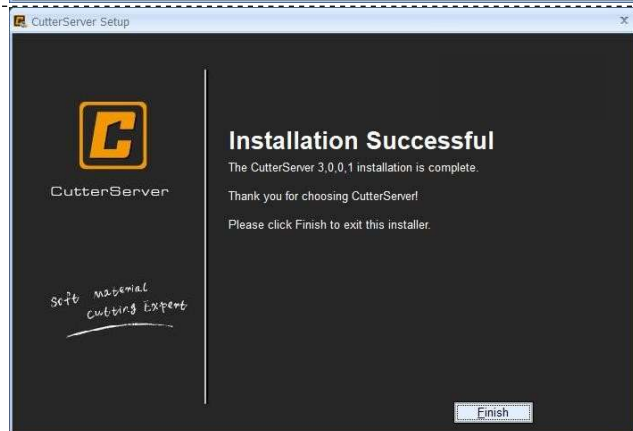 CutterServer Setup
CutterServer
Soft material
cutting Expert
Installation Successful
The CutterServer 3,0,0,1 installation is complete.
Thank you for choosing CutterServer!
Please click Finish to exit this installer.
Finish